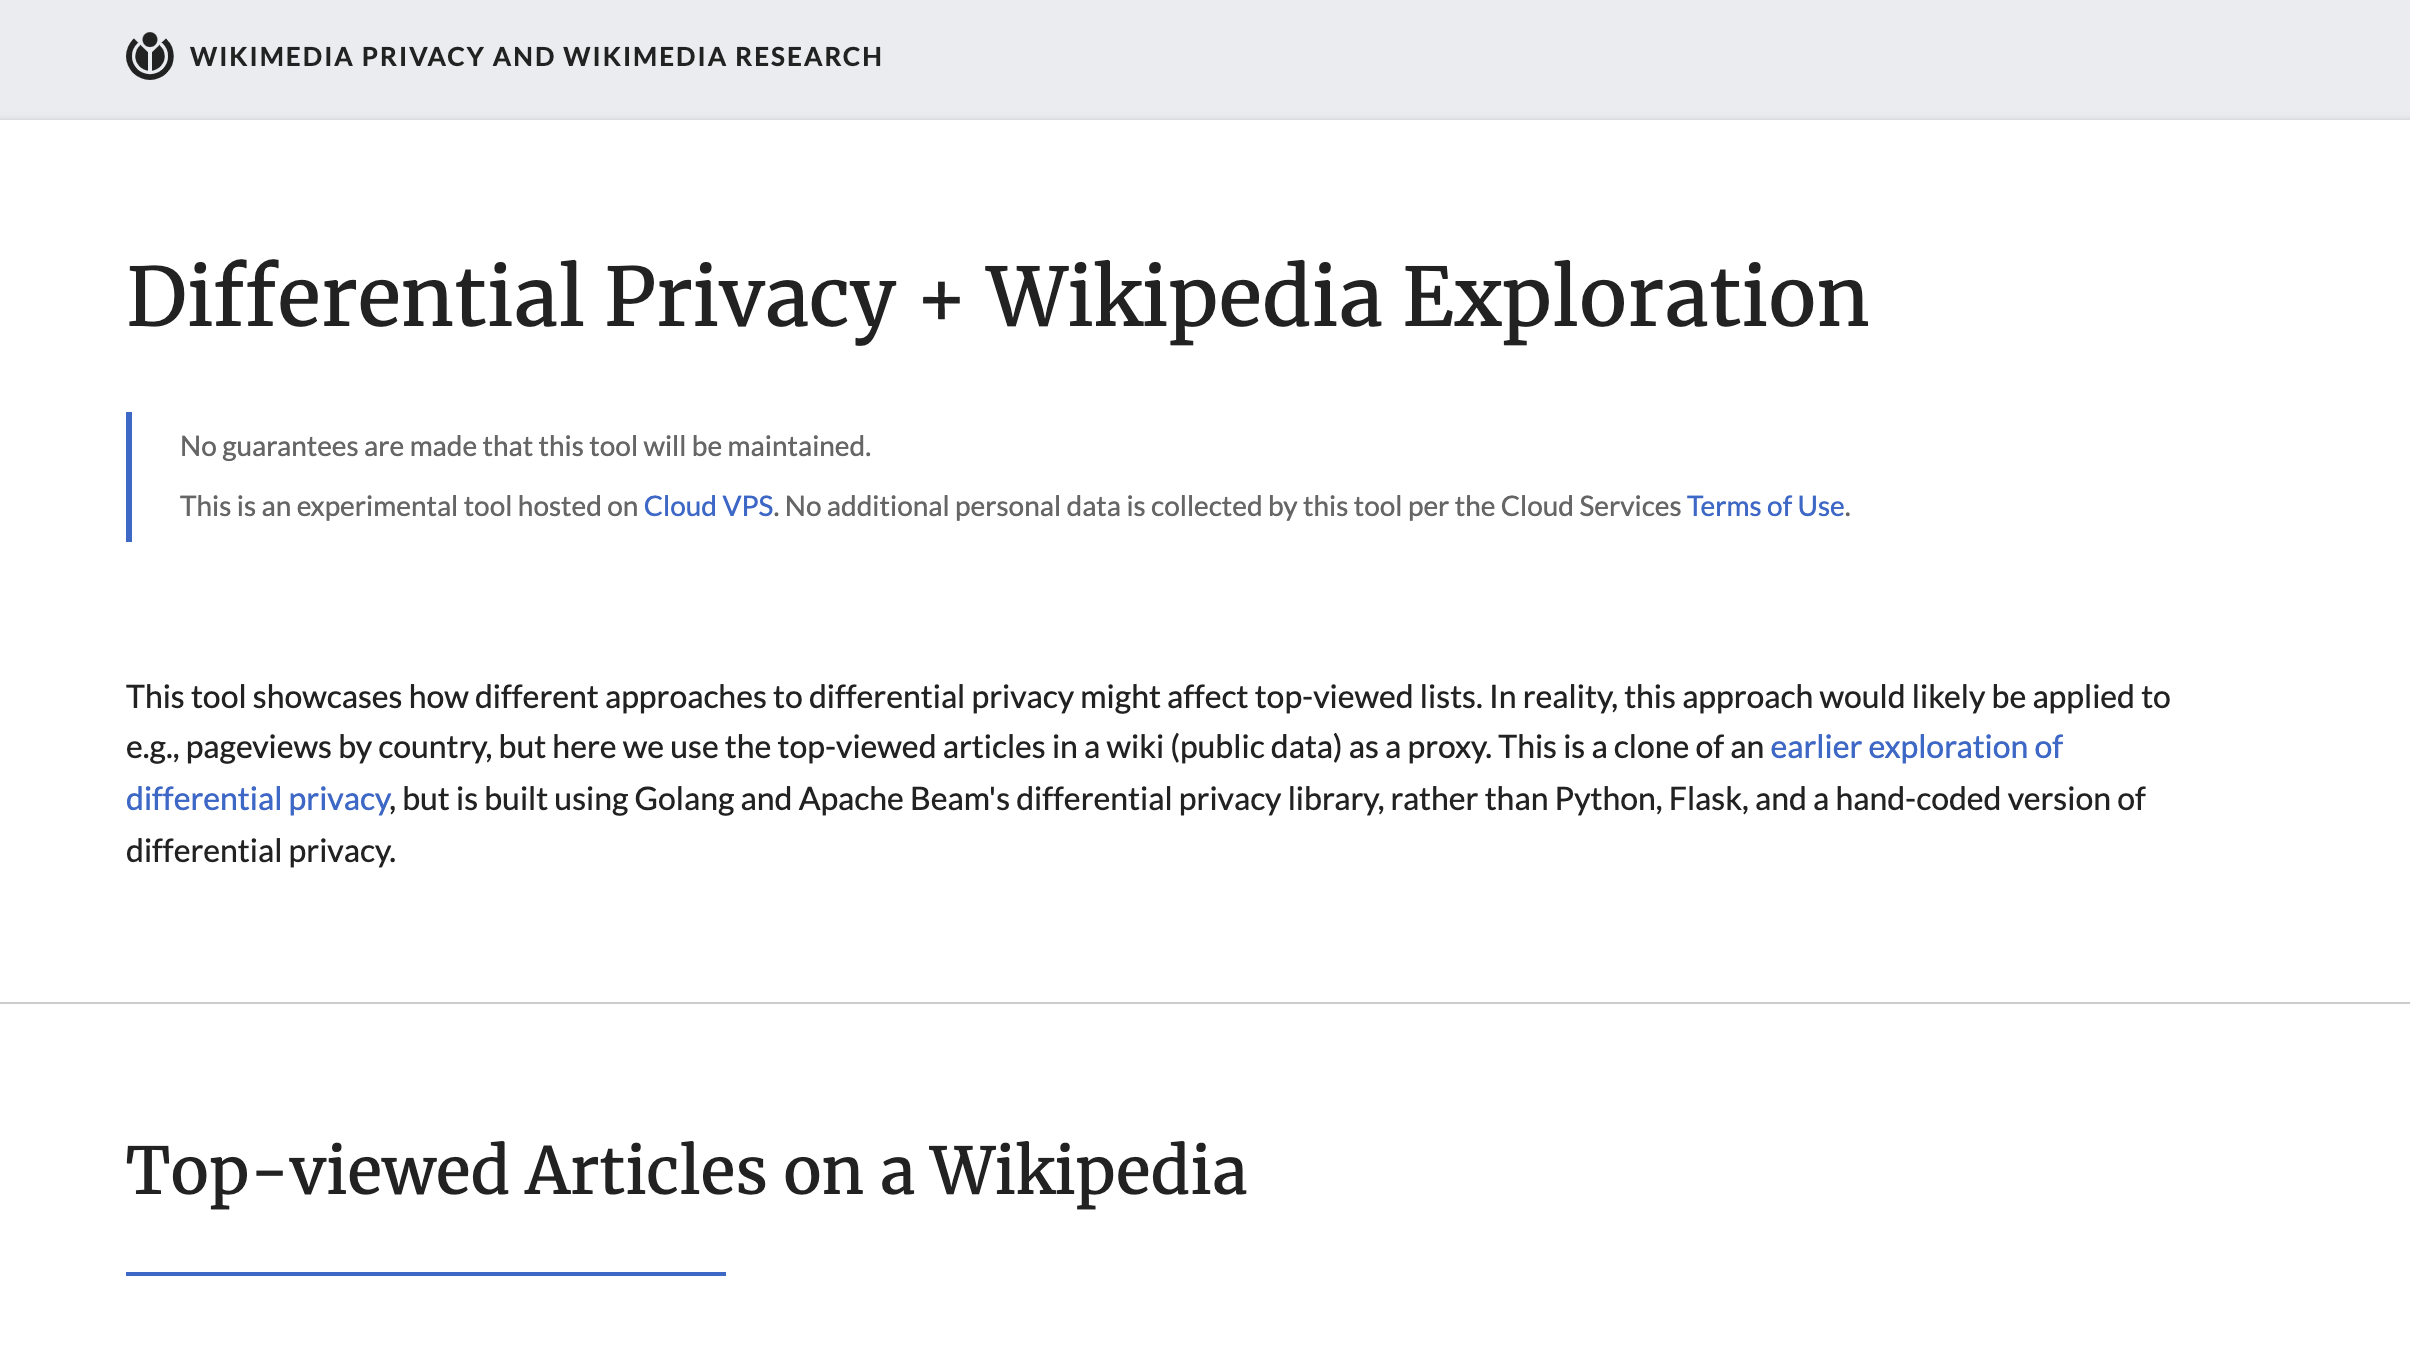 WIKIMEDIA PRIVACY AND WIKIMEDIA RESEARCH
Differential Privacy + Wikipedia Exploration
No guarantees are made that this tool will be maintained.
This is an experimental tool hosted on Cloud VPS. No additional personal data is collected by this tool per the Cloud Services Terms of Use.
This tool showcases how different approaches to differential privacy might affect top-viewed lists. In reality, this approach would likely be applied to
e.g., pageviews by country, but here we use the top-viewed articles in a wiki (public data) as a proxy. This is a clone of an earlier exploration of
differential privacy, but is built using Golang and Apache Beam's differential privacy library, rather than Python, Flask, and a hand-coded version of
differential privacy.
Top-viewed Articles on a Wikipedia